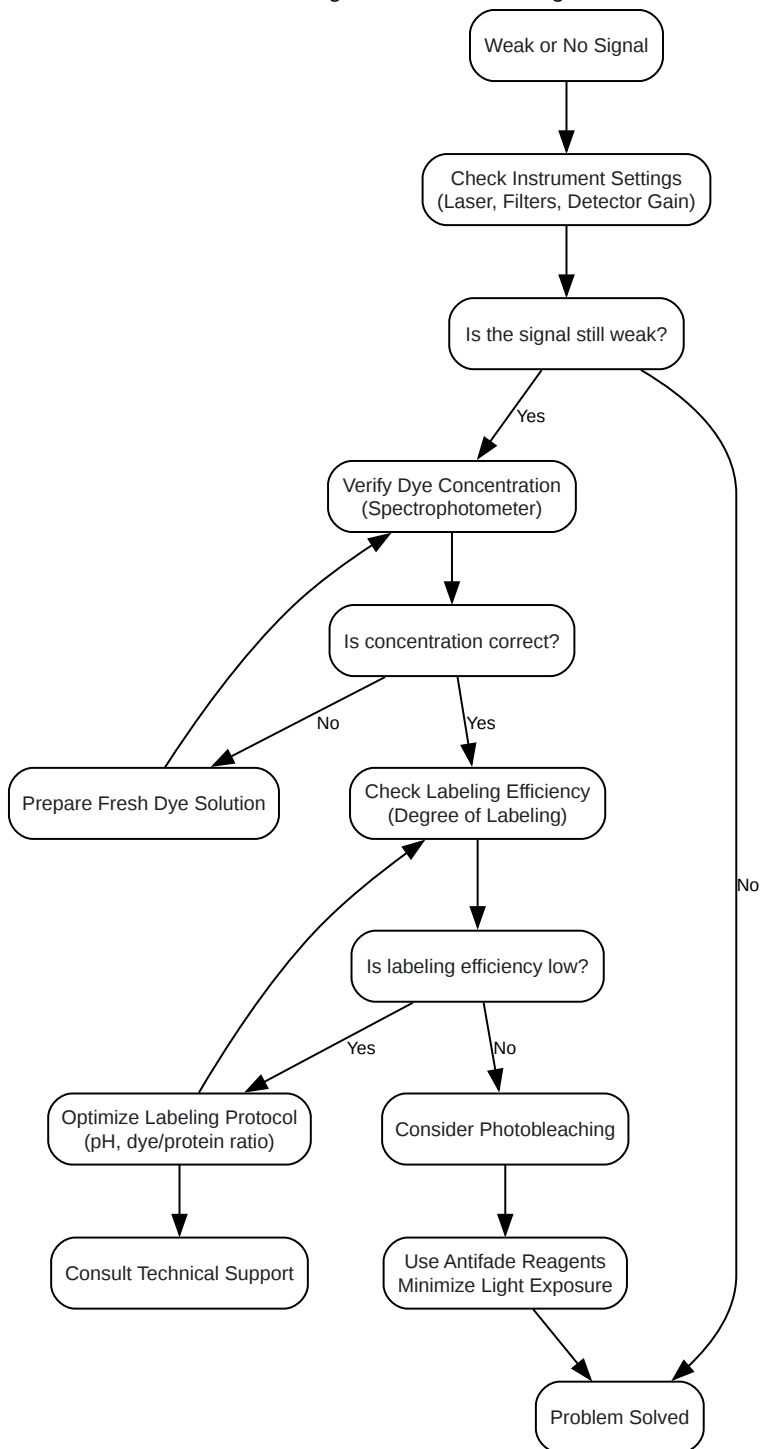 Weak or No Signal
Check Instrument Settings
(Laser, Filters, Detector Gain)
Is the signal still weak?
Yes
Verify Dye Concentration
(Spectrophotometer)
Is concentration correct?
No
Yes
Prepare Fresh Dye Solution
Check Labeling Efficiency
(Degree of Labeling)
No
Is labeling efficiency low?
Yes
No
Optimize Labeling Protocol
(pH, dye/protein ratio)
Consider Photobleaching
Consult Technical Support
Use Antifade Reagents
Minimize Light Exposure
Problem Solved